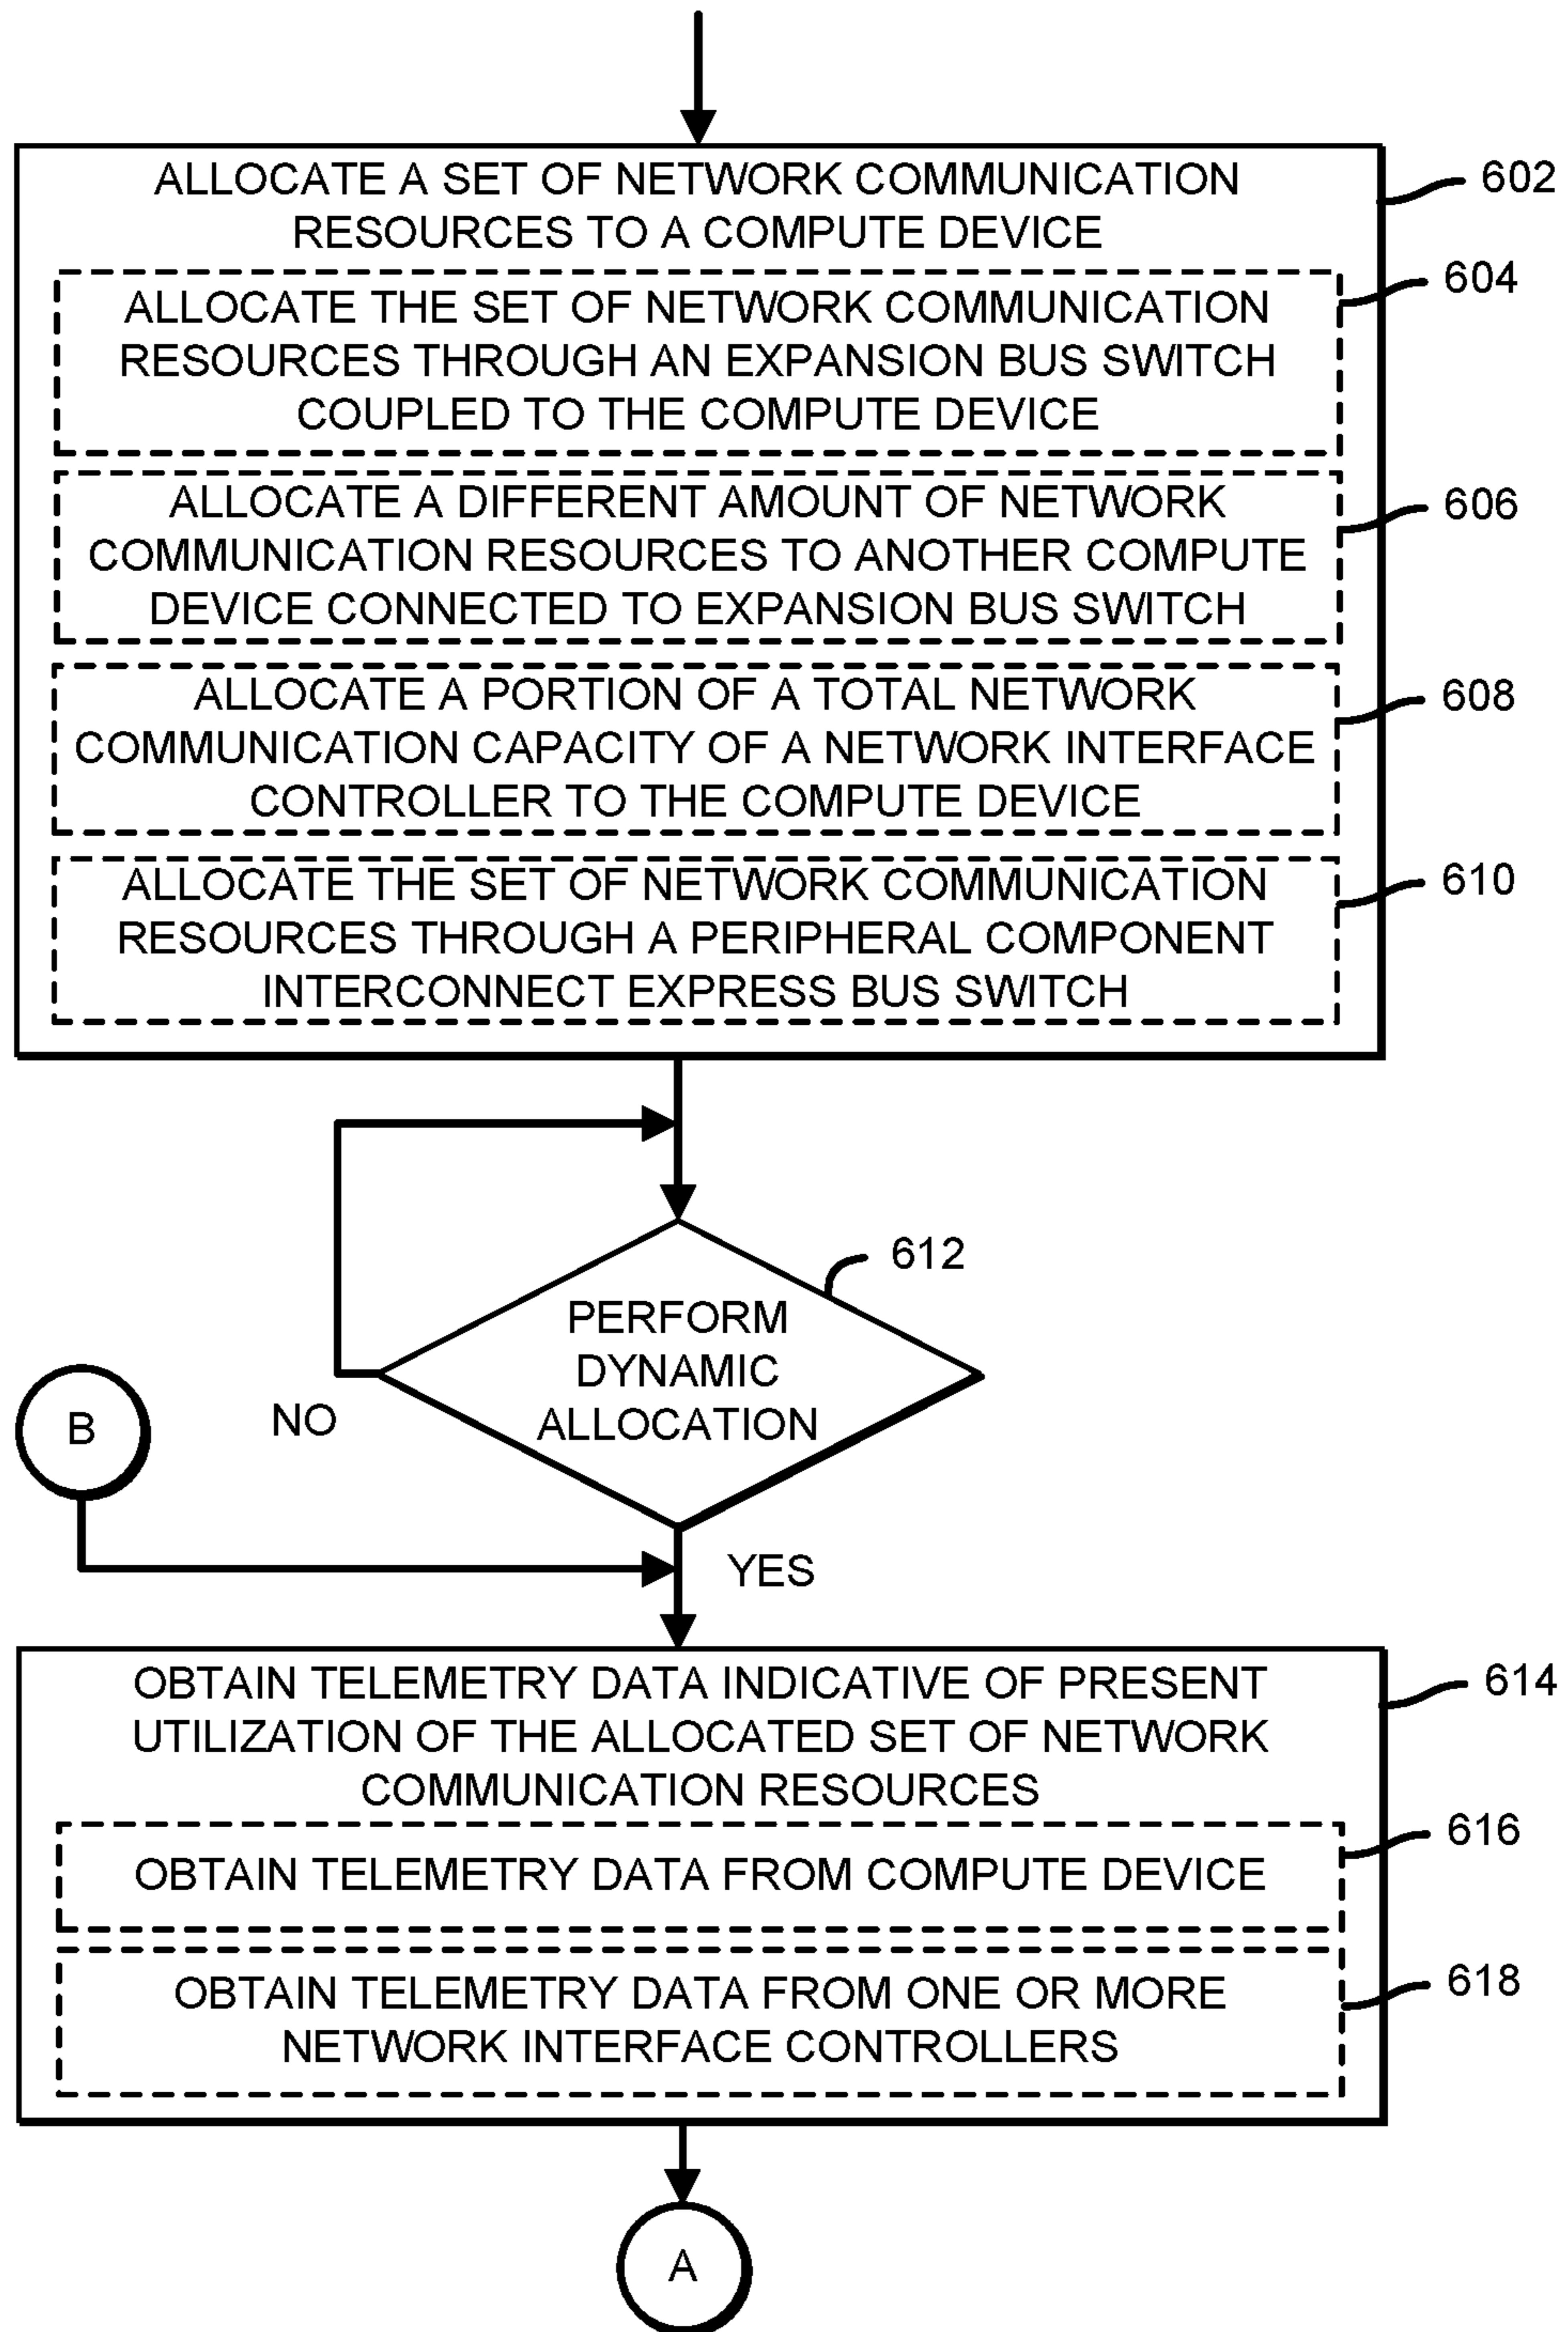 ALLOCATE A SET OF NETWORK COMMUNICATION
RESOURCES TO A COMPUTE DEVICE
602
ALLOCATE THE SET OF NETWORK COMMUNICATION
RESOURCES THROUGH AN EXPANSION BUS SWITCH
COUPLED TO THE COMPUTE DEVICE
604
ALLOCATE A DIFFERENT AMOUNT OF NETWORK
COMMUNICATION RESOURCES TO ANOTHER COMPUTE
DEVICE CONNECTED TO EXPANSION BUS SWITCH
606
ALLOCATE A PORTION OF A TOTAL NETWORK
COMMUNICATION CAPACITY OF A NETWORK INTERFACE
CONTROLLER TO THE COMPUTE DEVICE
608
ALLOCATE THE SET OF NETWORK COMMUNICATION
RESOURCES THROUGH A PERIPHERAL COMPONENT
INTERCONNECT EXPRESS BUS SWITCH
610
612
PERFORM
DYNAMIC
ALLOCATION
NO
B
YES
OBTAIN TELEMETRY DATA INDICATIVE OF PRESENT
UTILIZATION OF THE ALLOCATED SET OF NETWORK
COMMUNICATION RESOURCES
614
OBTAIN TELEMETRY DATA FROM COMPUTE DEVICE
616
OBTAIN TELEMETRY DATA FROM ONE OR MORE
NETWORK INTERFACE CONTROLLERS
618
A